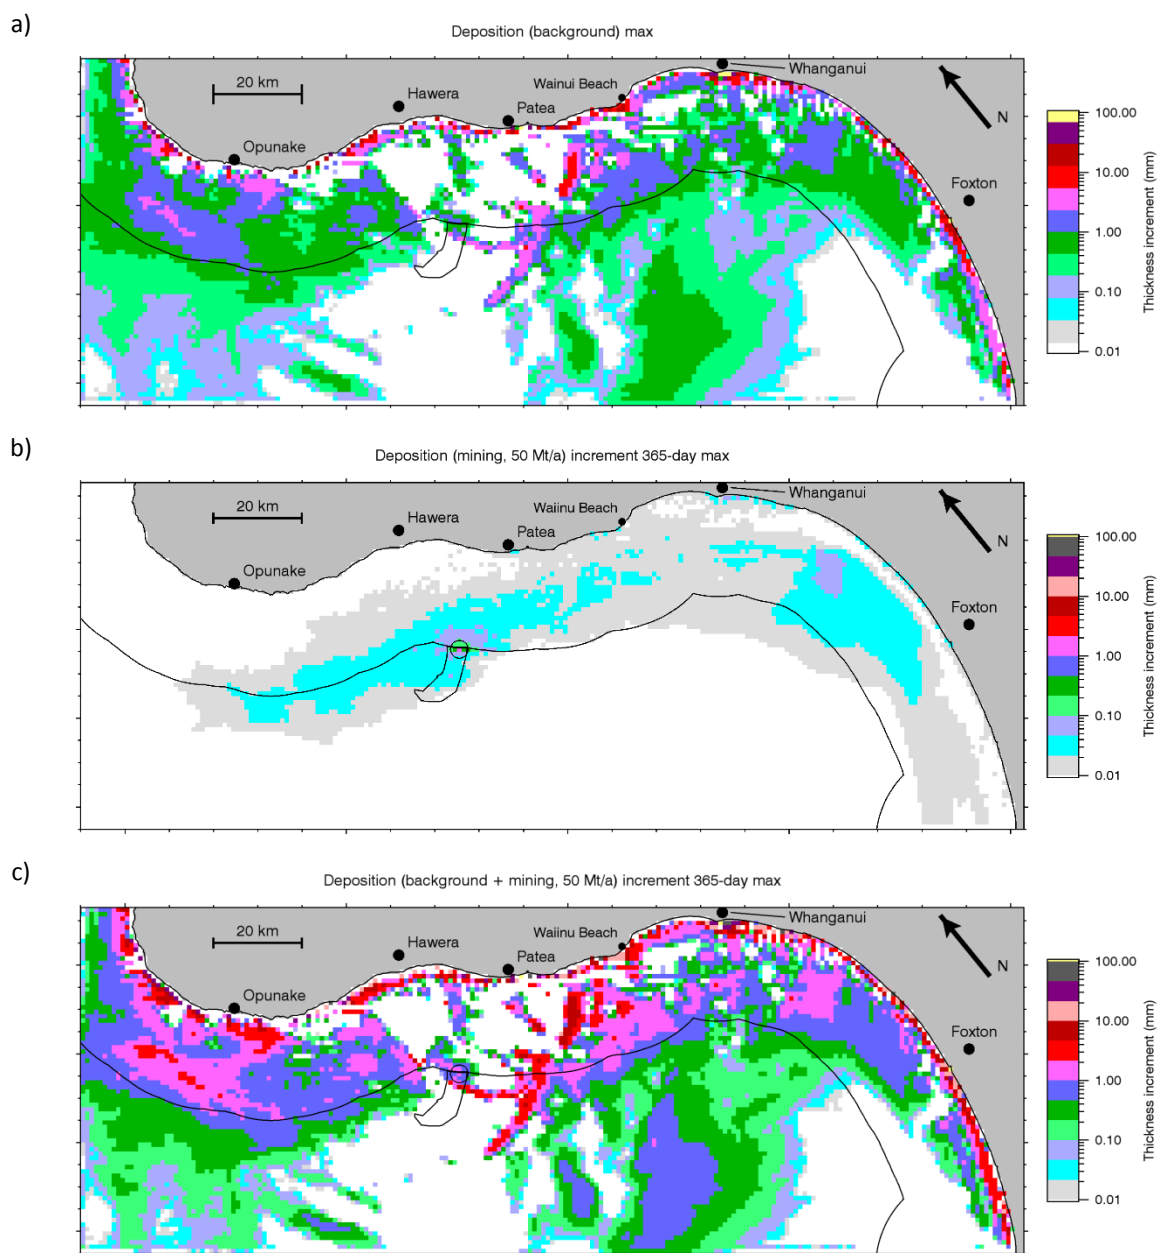 a)
Deposition (background) max
20 km
Hawera
Opunake
Patea
Wainui Beach
Whanganui
Foxton
N
100.00
10.00
1.00
0.10
0.01
Thickness increment (mm)
b)
Deposition (mining, 50 Mt/a) increment 365-day max
20 km
Hawera
Opunake
Patea
Waiinu Beach
Whanganui
Foxton
N
100.00
10.00
1.00
0.10
0.01
Thickness increment (mm)
c)
Deposition (background + mining, 50 Mt/a) increment 365-day max
20 km
Hawera
Opunake
Patea
Waiinu Beach
Whanganui
Foxton
N
100.00
10.00
1.00
0.10
0.01
Thickness increment (mm)